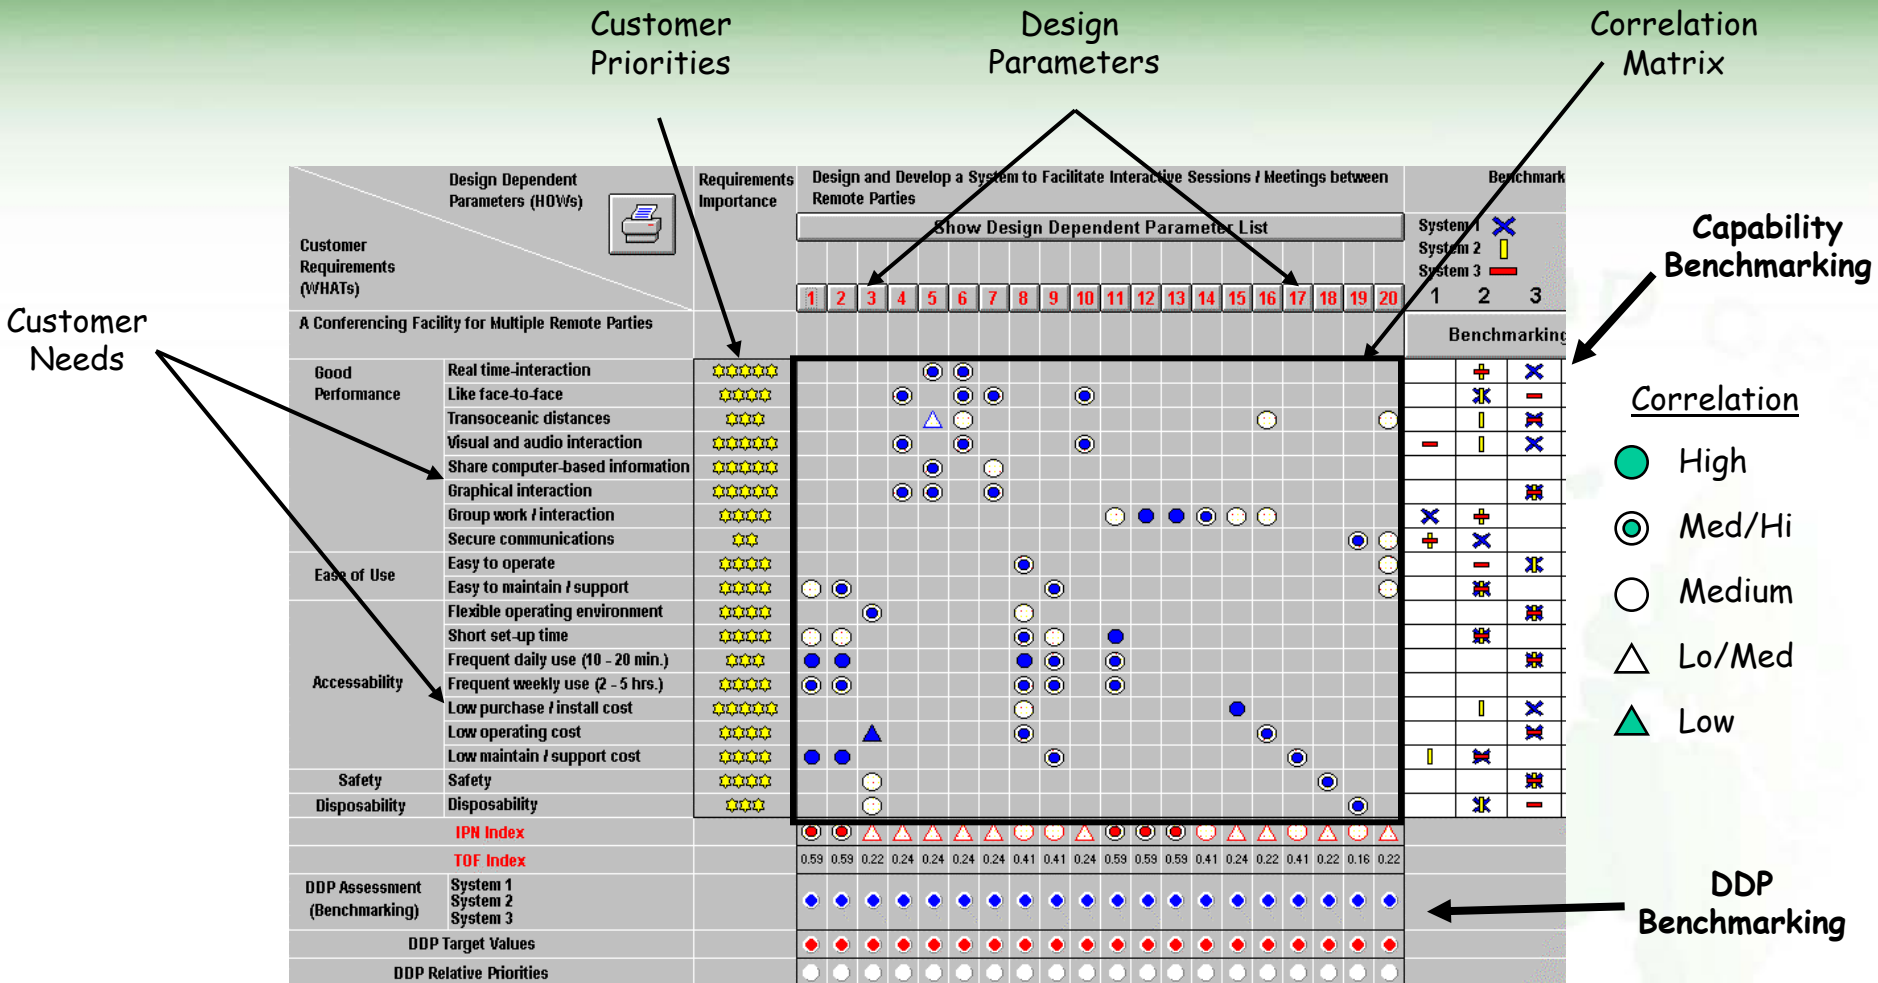 Customer
Priorities
Design
Parameters
Correlation
Matrix
Design Dependent
Parameters (HOWs)
Customer
Requirements
(WHATs)
Requirements
Importance
Design and Develop a System to Facilitate Interactive Sessions / Meetings between
Remote Parties
Show Design Dependent Parameter List
1 2 3 4 5 6 7 8 9 10 11 12 13 14 15 16 17 18 19 20
Benchmark
System 1
System 2
System 3
1 2 3
Benchmarking
Capability
Benchmarking
Customer
Needs
A Conferencing Facility for Multiple Remote Parties
Good
Performance
Real time-interaction
Like face-to-face
Transoceanic distances
Visual and audio interaction
Share computer-based information
Graphical interaction
Group work / interaction
Secure communications
Ease of Use
Easy to operate
Easy to maintain / support
Accessability
Flexible operating environment
Short set-up time
Frequent daily use (10 - 20 min.)
Frequent weekly use (2 - 5 hrs.)
Low purchase / install cost
Low operating cost
Low maintain / support cost
Safety
Safety
Disposability
Disposability
IPN Index
TOF Index
0.59 0.59 0.22 0.24 0.24 0.24 0.24 0.41 0.41 0.24 0.59 0.59 0.59 0.41 0.24 0.22 0.41 0.22 0.16 0.22
DDP Assessment
(Benchmarking)
System 1
System 2
System 3
DDP Target Values
DDP Relative Priorities
Correlation
High
Med/Hi
Medium
Lo/Med
Low
DDP
Benchmarking